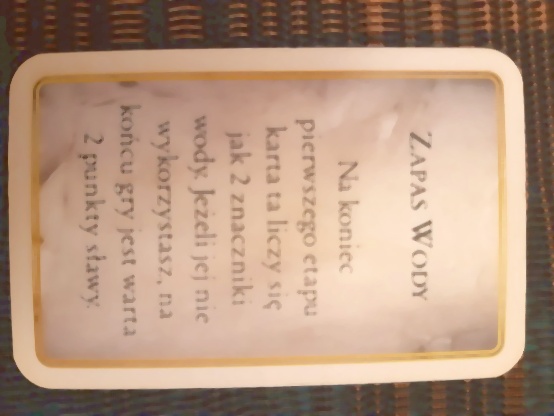 Zapas Wody
Na koniec
pierwszego etapu
karta ta liczy się
jak 2 znaczniki
wody. Jeżeli jej nie
wykorzystasz, na
końcu gry jest warta
2 punkty sławy.